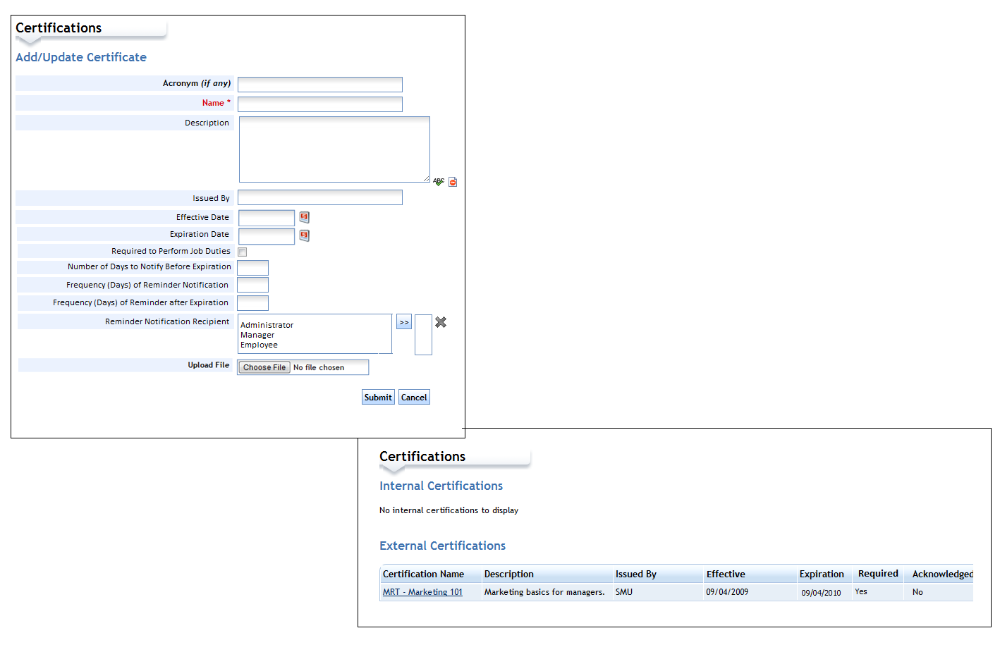 Certifications
Add/Update Certificate
Acronym (if any)
Name *
Description
ABC
Issued By
Effective Date
5
Expiration Date
5
Required to Perform Job Duties
Number of Days to Notify Before Expiration
Frequency (Days) of Reminder Notification
Frequency (Days) of Reminder after Expiration
Reminder Notification Recipient
Administrator
Manager
Employee
>>
Upload File
Choose File No file chosen
Submit Cancel
Certifications
Internal Certifications
No internal certifications to display
External Certifications
Certification Name Description Issued By Effective Expiration Required Acknowledged
MRT - Marketing 101 Marketing basics for managers. SMU 09/04/2009 09/04/2010 Yes No